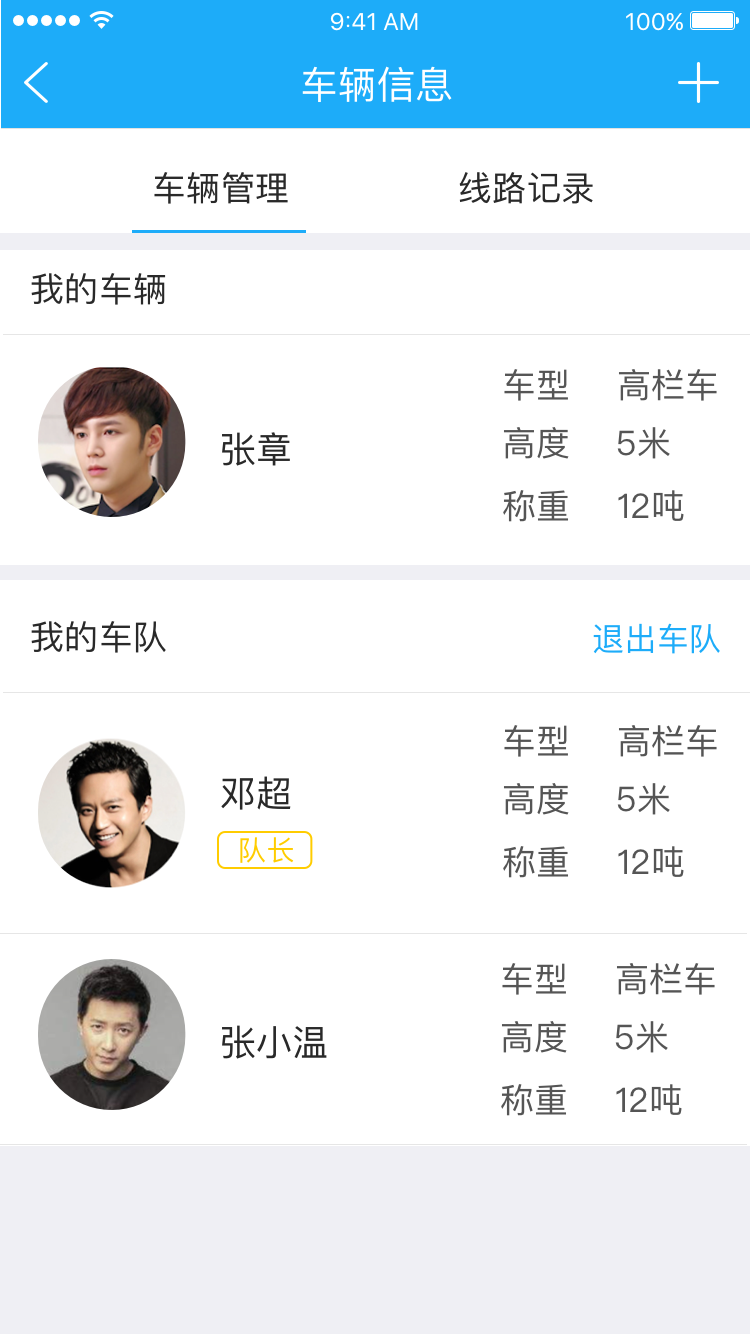 9:41 AM 100%
车辆信息
车辆管理 线路记录
我的车辆
张章
车型 高栏车
高度 5米
称重 12吨
我的车队 退出车队
邓超
队长
车型 高栏车
高度 5米
称重 12吨
张小温
车型 高栏车
高度 5米
称重 12吨